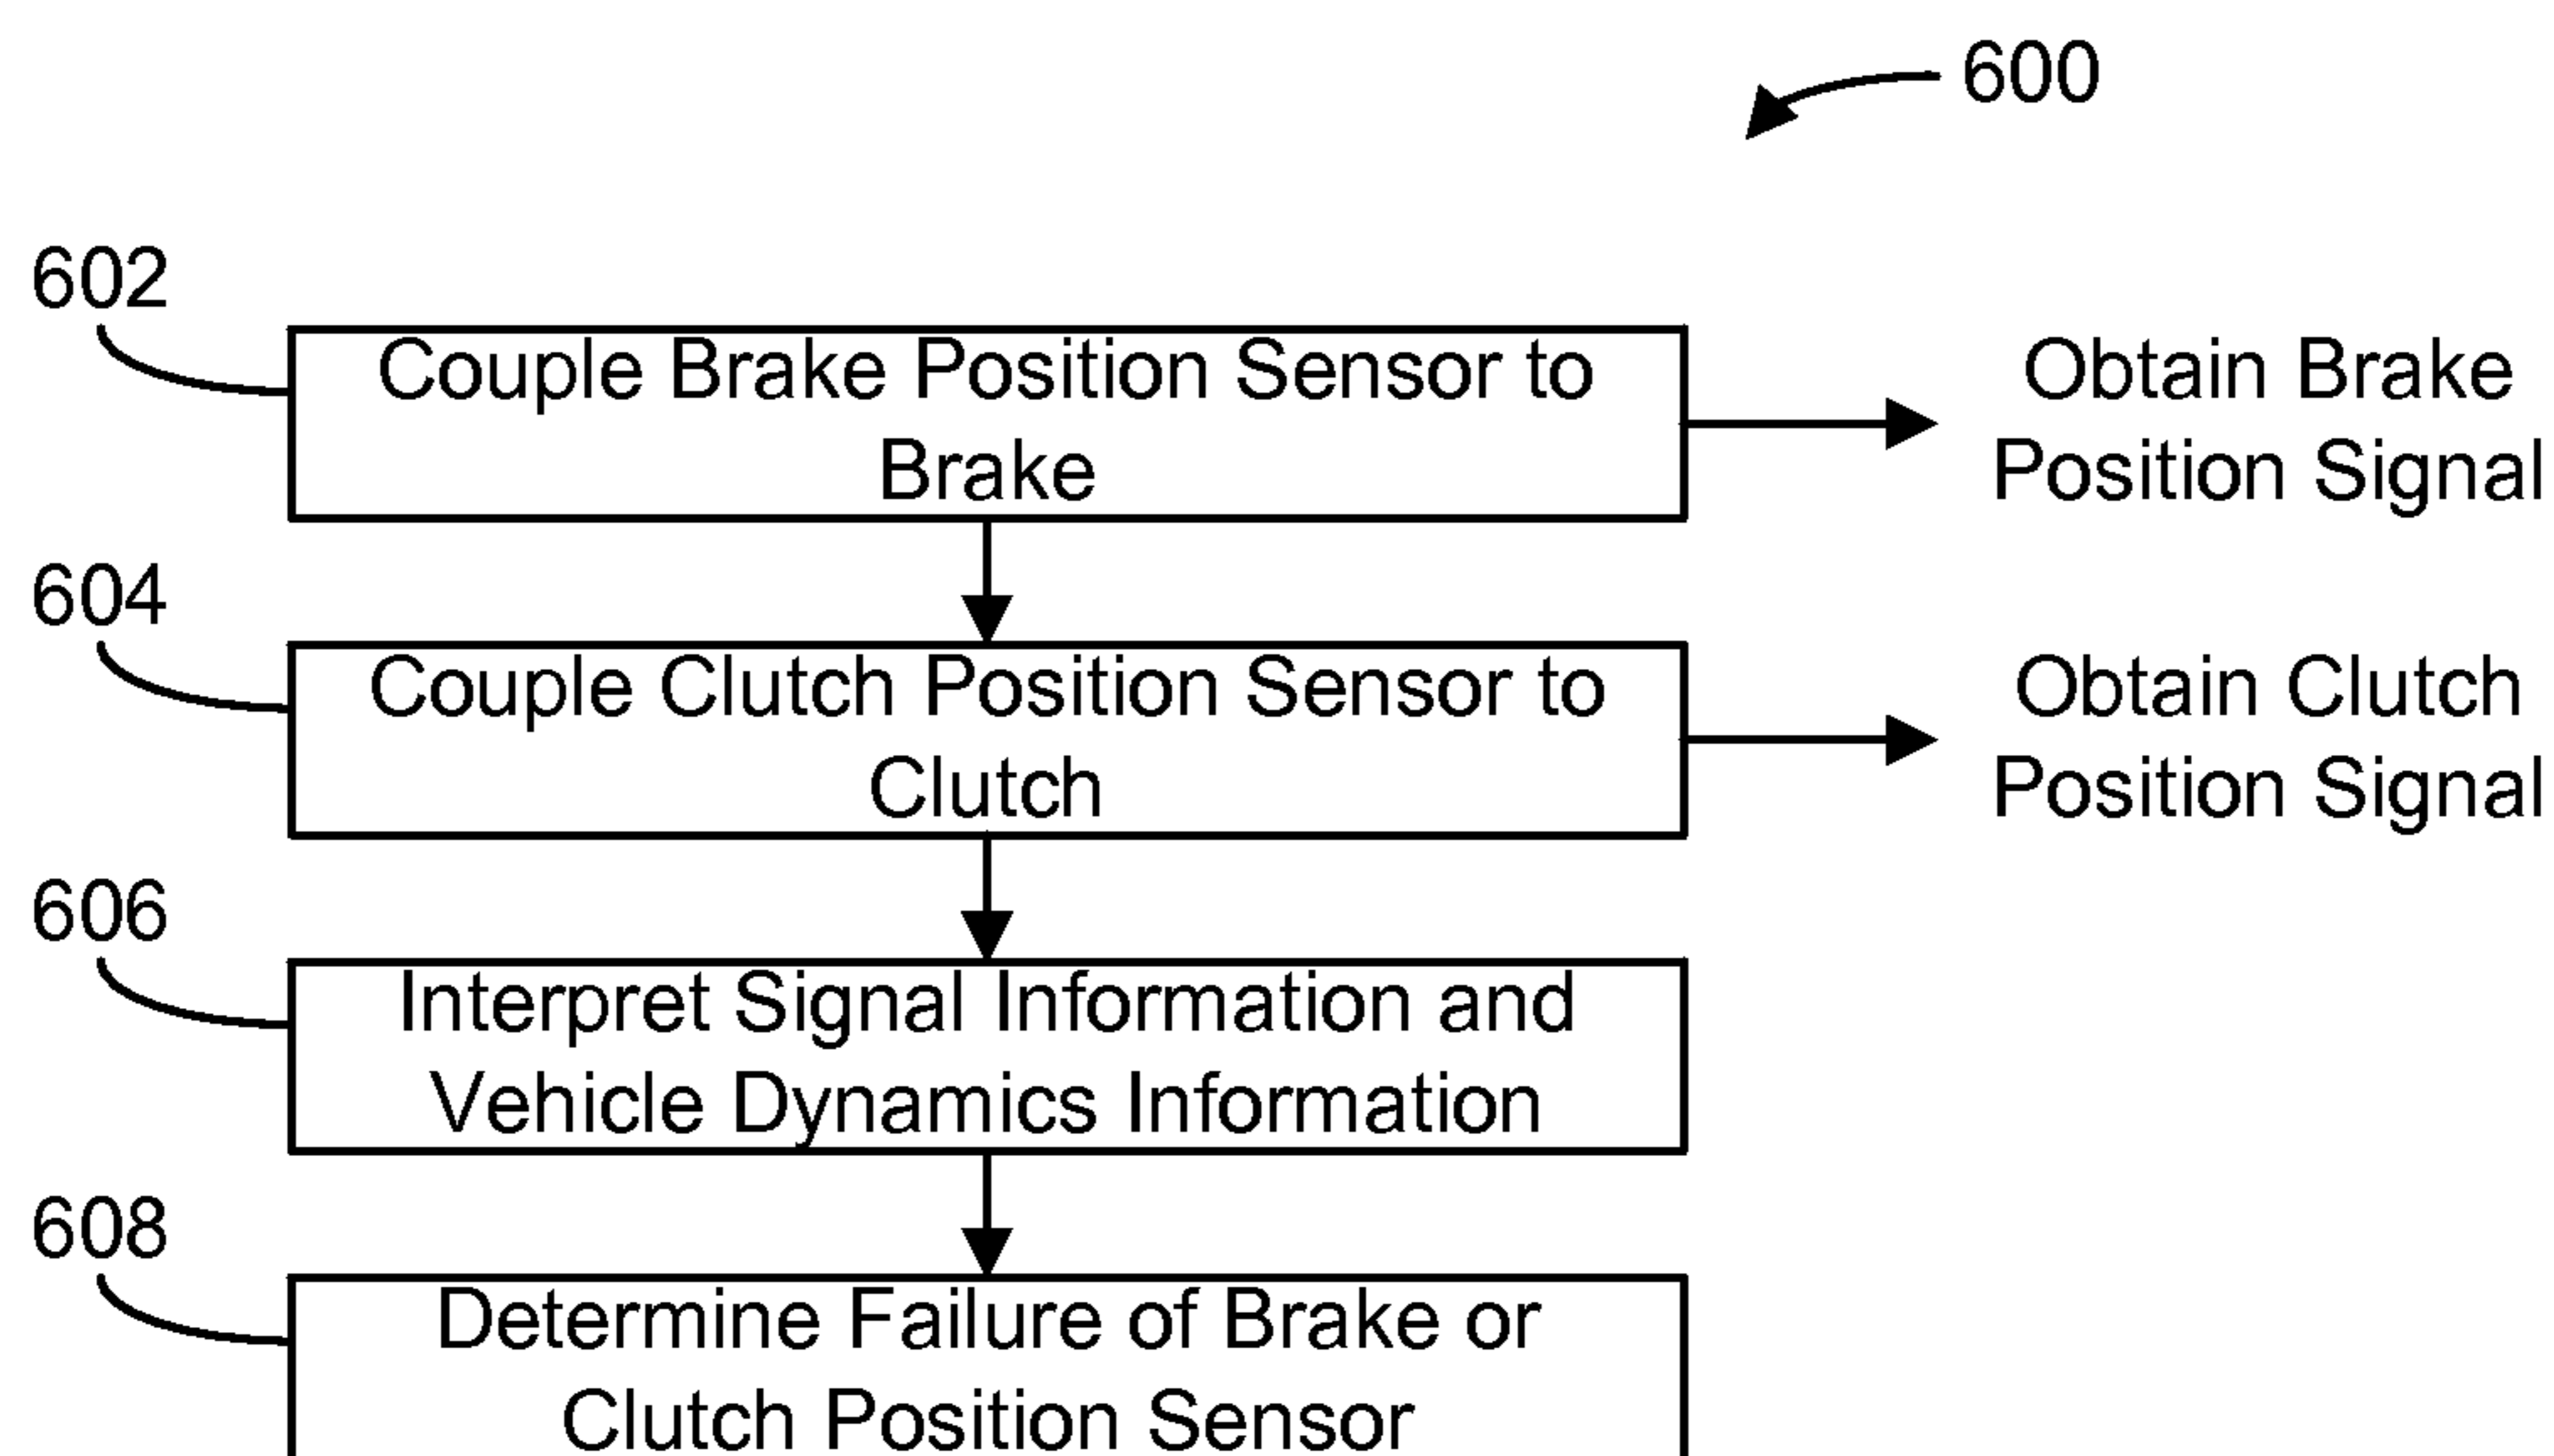 600
602
Couple Brake Position Sensor to
Brake
Obtain Brake
Position Signal
604
Couple Clutch Position Sensor to
Clutch
Obtain Clutch
Position Signal
606
Interpret Signal Information and
Vehicle Dynamics Information
608
Determine Failure of Brake or
Clutch Position Sensor